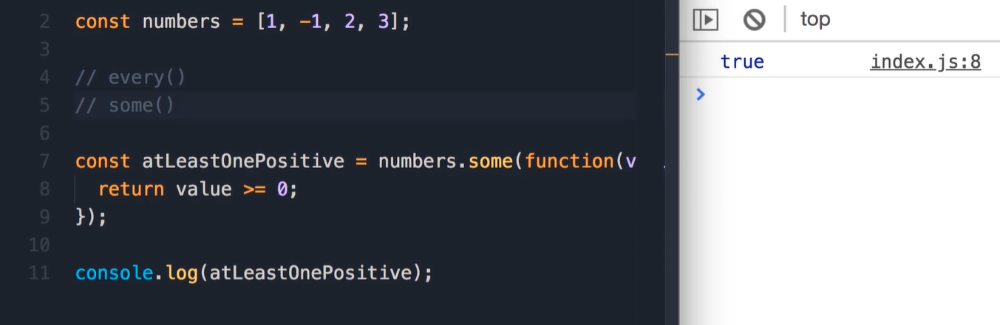 2 const numbers = [1, -1, 2, 3];
3
4 // every()
5 // some()
6
7 const atLeastOnePositive = numbers.some(function(v
8 return value >= 0;
9 });
10
11 console.log(atLeastOnePositive);
top
true index.js:8
>